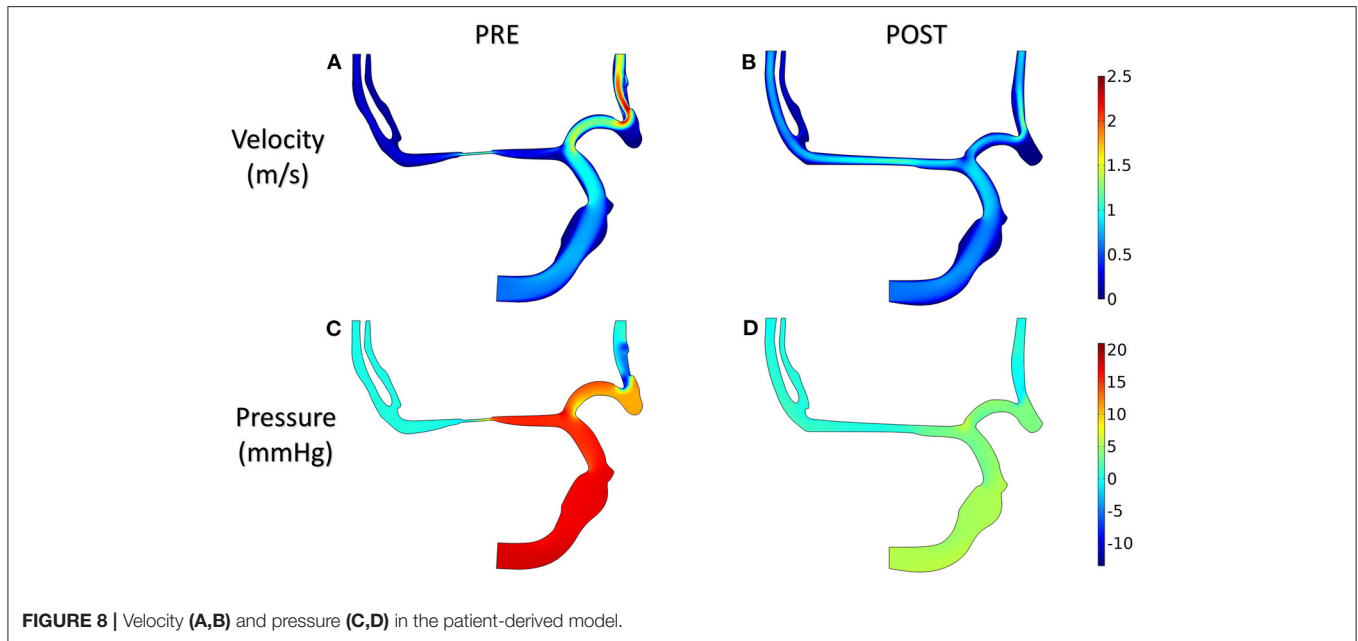 PRE
POST
A
B
Velocity
(m/s)
2.5
2
1.5
1
0.5
0
C
D
Pressure
(mmHg)
20
15
10
5
0
-5
-10
FIGURE 8 | Velocity (A,B) and pressure (C,D) in the patient-derived model.